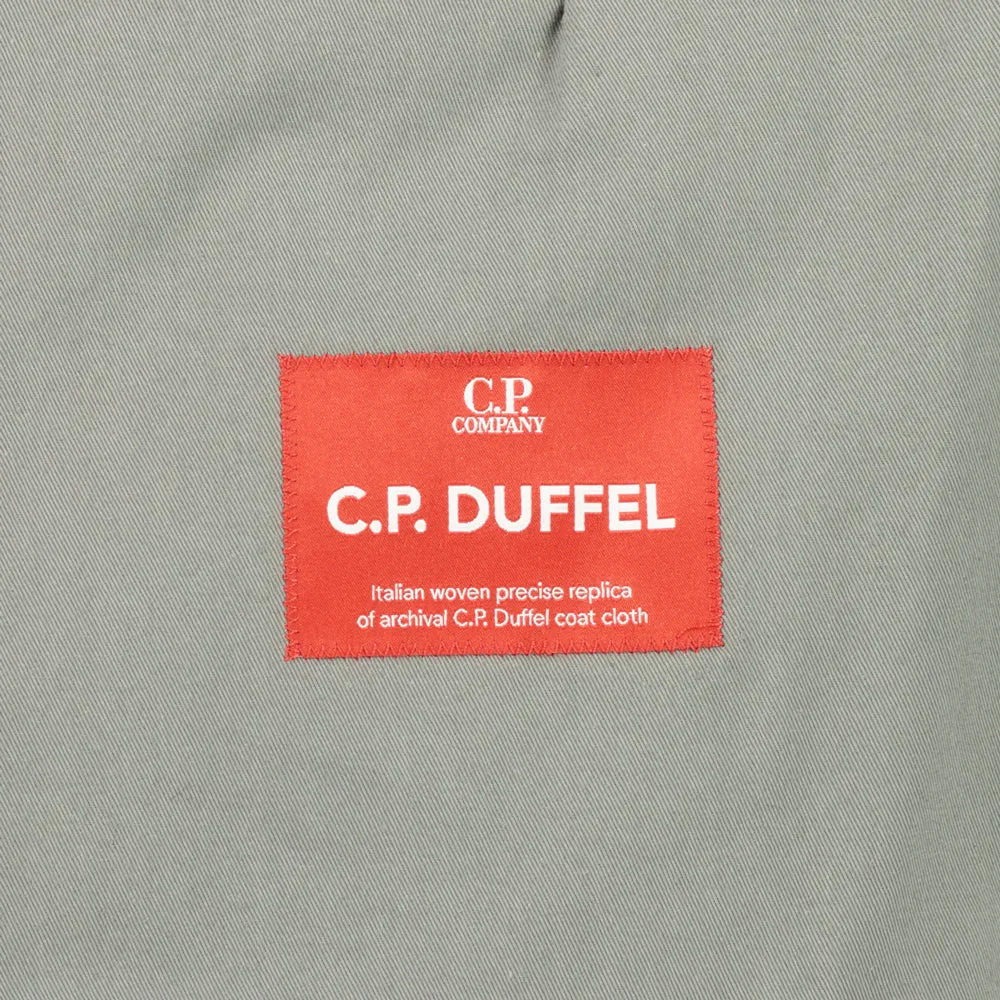 C.P.
COMPANY
C.P. DUFFEL
Italian woven precise replica
of archival C.P. Duffel coat cloth